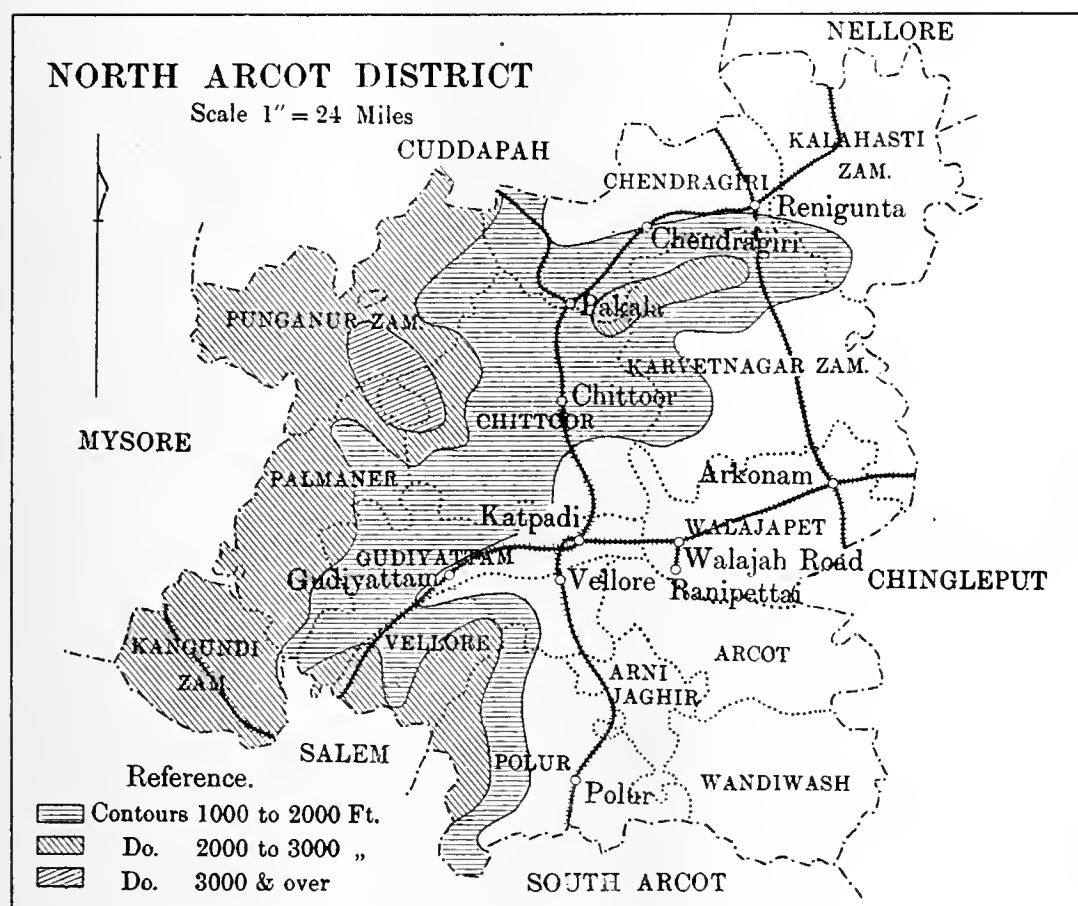 NELLORE
NORTH ARCOT DISTRICT
Scale 1" = 24 Miles
CUDDAPAH
KALAHASTI
ZAM.
CHENDRAGIRI
Renigunta
Chendragiri
Pakala
PUNGANUR ZAM.
KARVETNAGAR ZAM.
Chittoor
CHITTOOR
MYSORE
PALMANER
Arkonam
Katpadi
WALAJAPET
GUDIYATTAM
Walajah Road
Gudiyattam
Vellore
Ranipettai
CHINGLEPUT
VELLORE
KANGUNDI
ZAM
ARCOT
ARNI
JAGHIR
SALEM
POLUR
Polur
WANDIWASH
Reference.
Contours 1000 to 2000 Ft.
Do. 2000 to 3000 „
Do. 3000 & over
SOUTH ARCOT